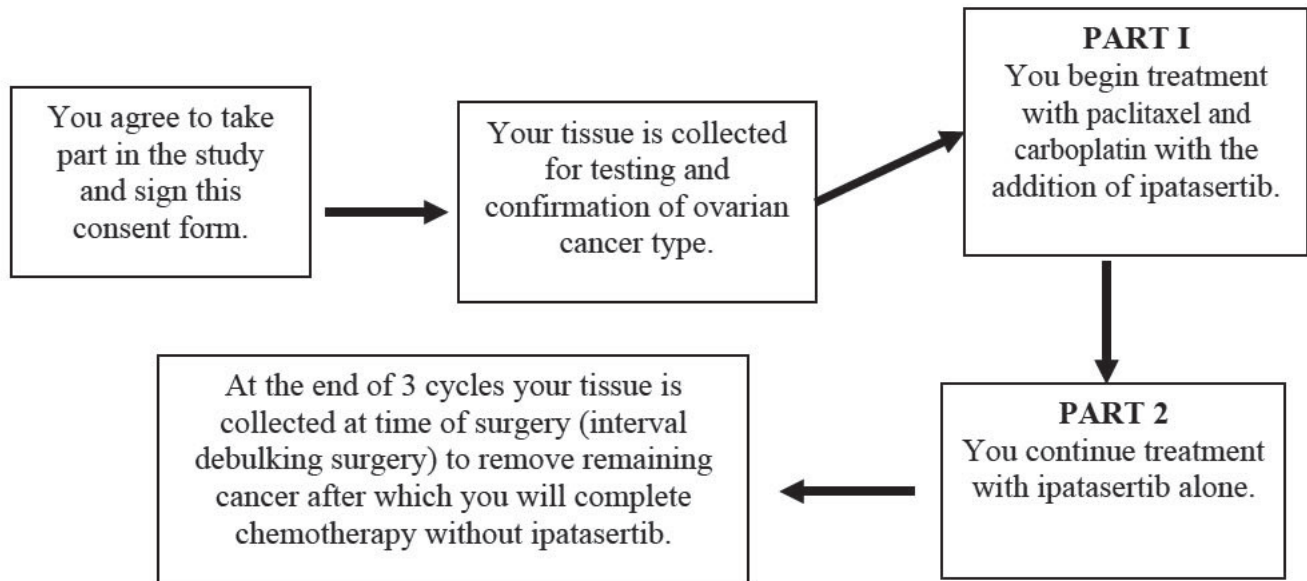 You agree to take
part in the study
and sign this
consent form.
Your tissue is collected
for testing and
confirmation of ovarian
cancer type.
PART I
You begin treatment
with paclitaxel and
carboplatin with the
addition of ipatasertib.
PART 2
You continue treatment
with ipatasertib alone.
At the end of 3 cycles your tissue is
collected at time of surgery (interval
debulking surgery) to remove remaining
cancer after which you will complete
chemotherapy without ipatasertib.